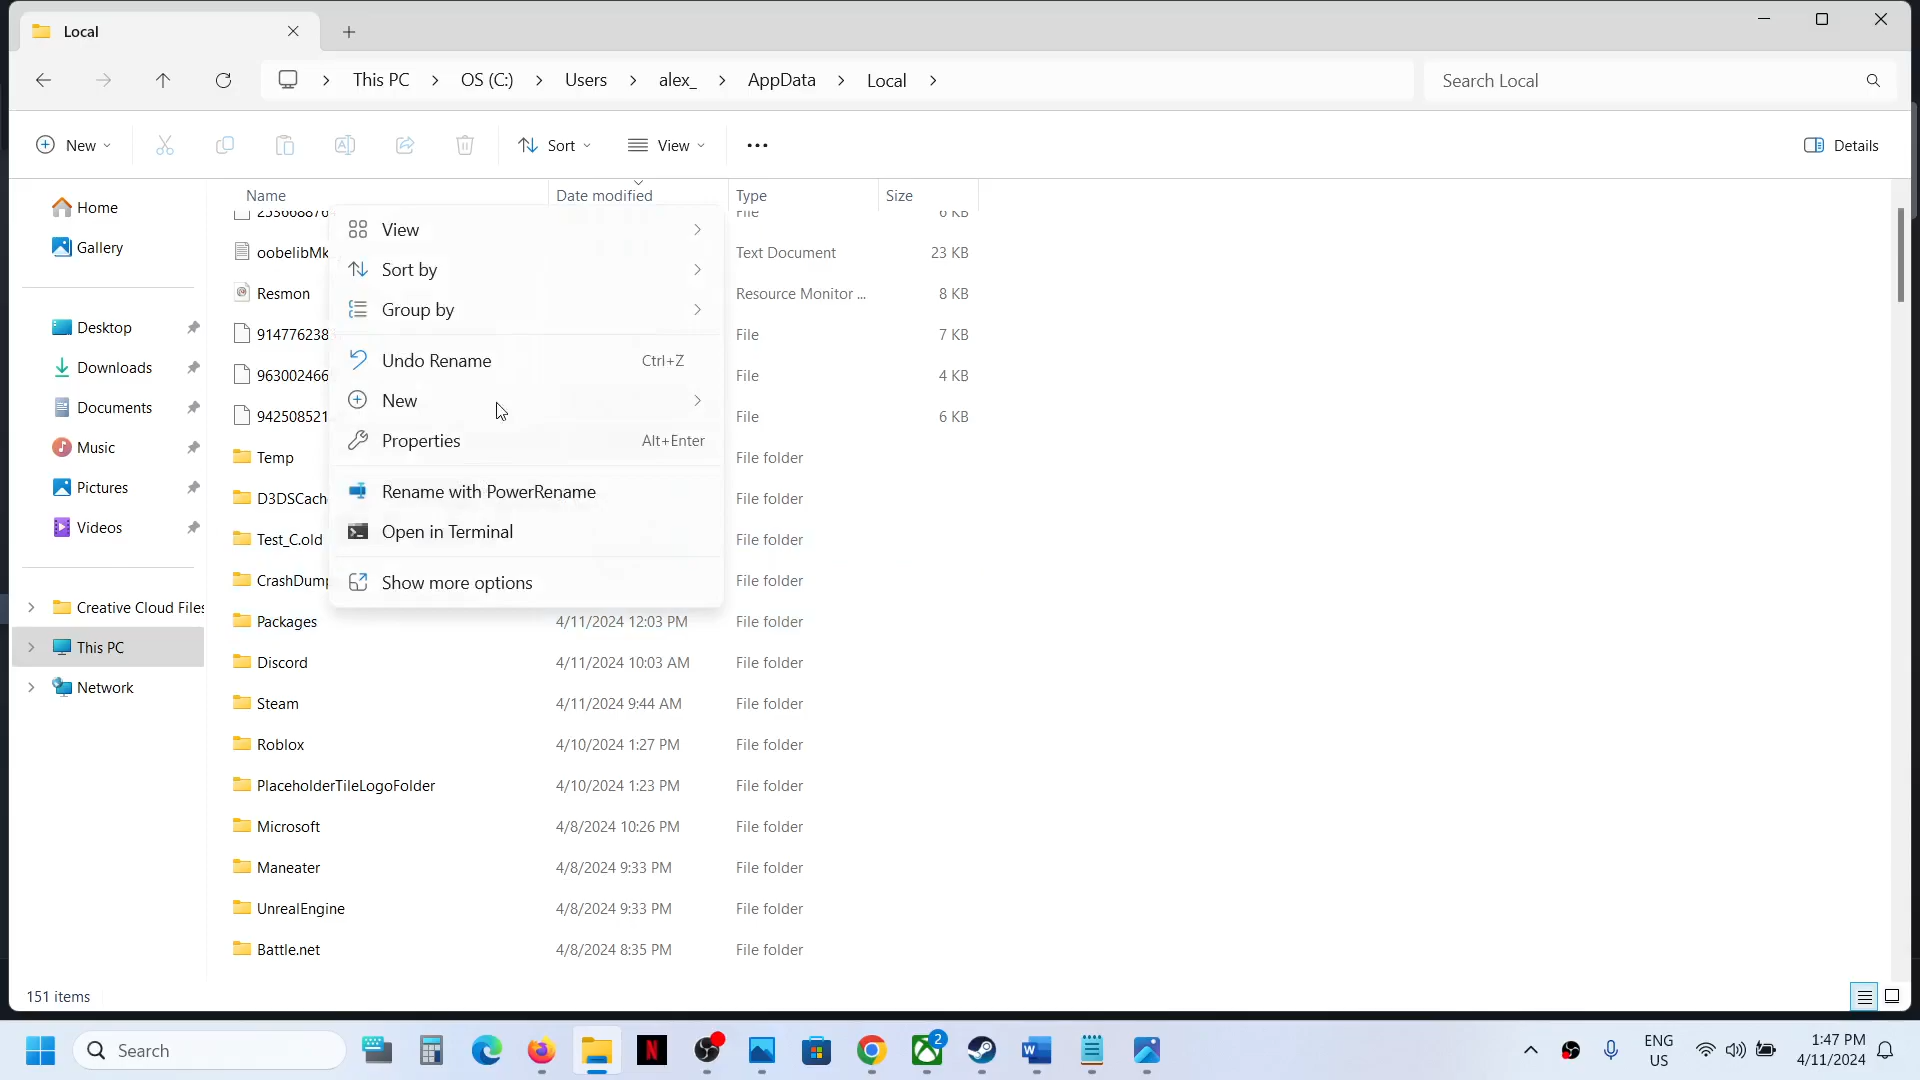 Local
This PC > OS (C:) > Users > alex_ > AppData > Local >
Search Local
New
Sort
View
Details
Name
Date modified
Type
Size
Home
Gallery
Desktop
Downloads
Documents
Music
Pictures
Videos
Creative Cloud Files
This PC
Network
File 6 KB
oobelibMk Text Document 23 KB
Resmon Resource Monitor ... 8 KB
914776238 File 7 KB
963002466 File 4 KB
942508521 File 6 KB
Temp File folder
D3DSCach File folder
Test_C.old File folder
CrashDump File folder
Packages 4/11/2024 12:03 PM File folder
Discord 4/11/2024 10:03 AM File folder
Steam 4/11/2024 9:44 AM File folder
Roblox 4/10/2024 1:27 PM File folder
PlaceholderTileLogoFolder 4/10/2024 1:23 PM File folder
Microsoft 4/8/2024 10:26 PM File folder
Maneater 4/8/2024 9:33 PM File folder
UnrealEngine 4/8/2024 9:33 PM File folder
Battle.net 4/8/2024 8:35 PM File folder
View
Sort by
Group by
Undo Rename Ctrl+Z
New
Properties Alt+Enter
Rename with PowerRename
Open in Terminal
Show more options
151 items
Search
2
ENG
US
1:47 PM
4/11/2024